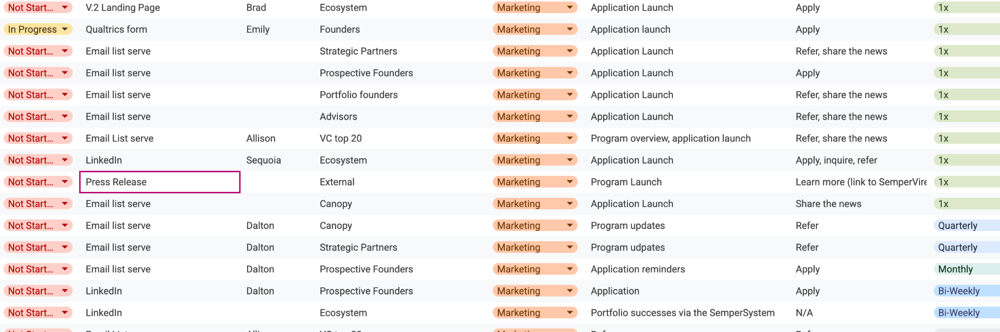 Not Start... V.2 Landing Page Brad Ecosystem Marketing Application Launch Apply 1x
In Progress Qualtrics form Emily Founders Marketing Application launch Apply 1x
Not Start... Email list serve Strategic Partners Marketing Application Launch Refer, share the news 1x
Not Start... Email list serve Prospective Founders Marketing Application Launch Apply 1x
Not Start... Email list serve Portfolio founders Marketing Application Launch Refer, share the news 1x
Not Start... Email list serve Advisors Marketing Application Launch Refer, share the news 1x
Not Start... Email List serve Allison VC top 20 Marketing Program overview, application launch Refer, share the news 1x
Not Start... LinkedIn Sequoia Ecosystem Marketing Application Launch Apply, inquire, refer 1x
Not Start... Press Release External Marketing Program Launch Learn more (link to SemperVire 1x
Not Start... Email list serve Canopy Marketing Application Launch Share the news 1x
Not Start... Email list serve Dalton Canopy Marketing Program updates Refer Quarterly
Not Start... Email list serve Dalton Strategic Partners Marketing Program udpates Refer Quarterly
Not Start... Email list serve Dalton Prospective Founders Marketing Application reminders Apply Monthly
Not Start... LinkedIn Dalton Prospective Founders Marketing Application Apply Bi-Weekly
Not Start... LinkedIn Ecosystem Marketing Portfolio successes via the SemperSystem N/A Bi-Weekly